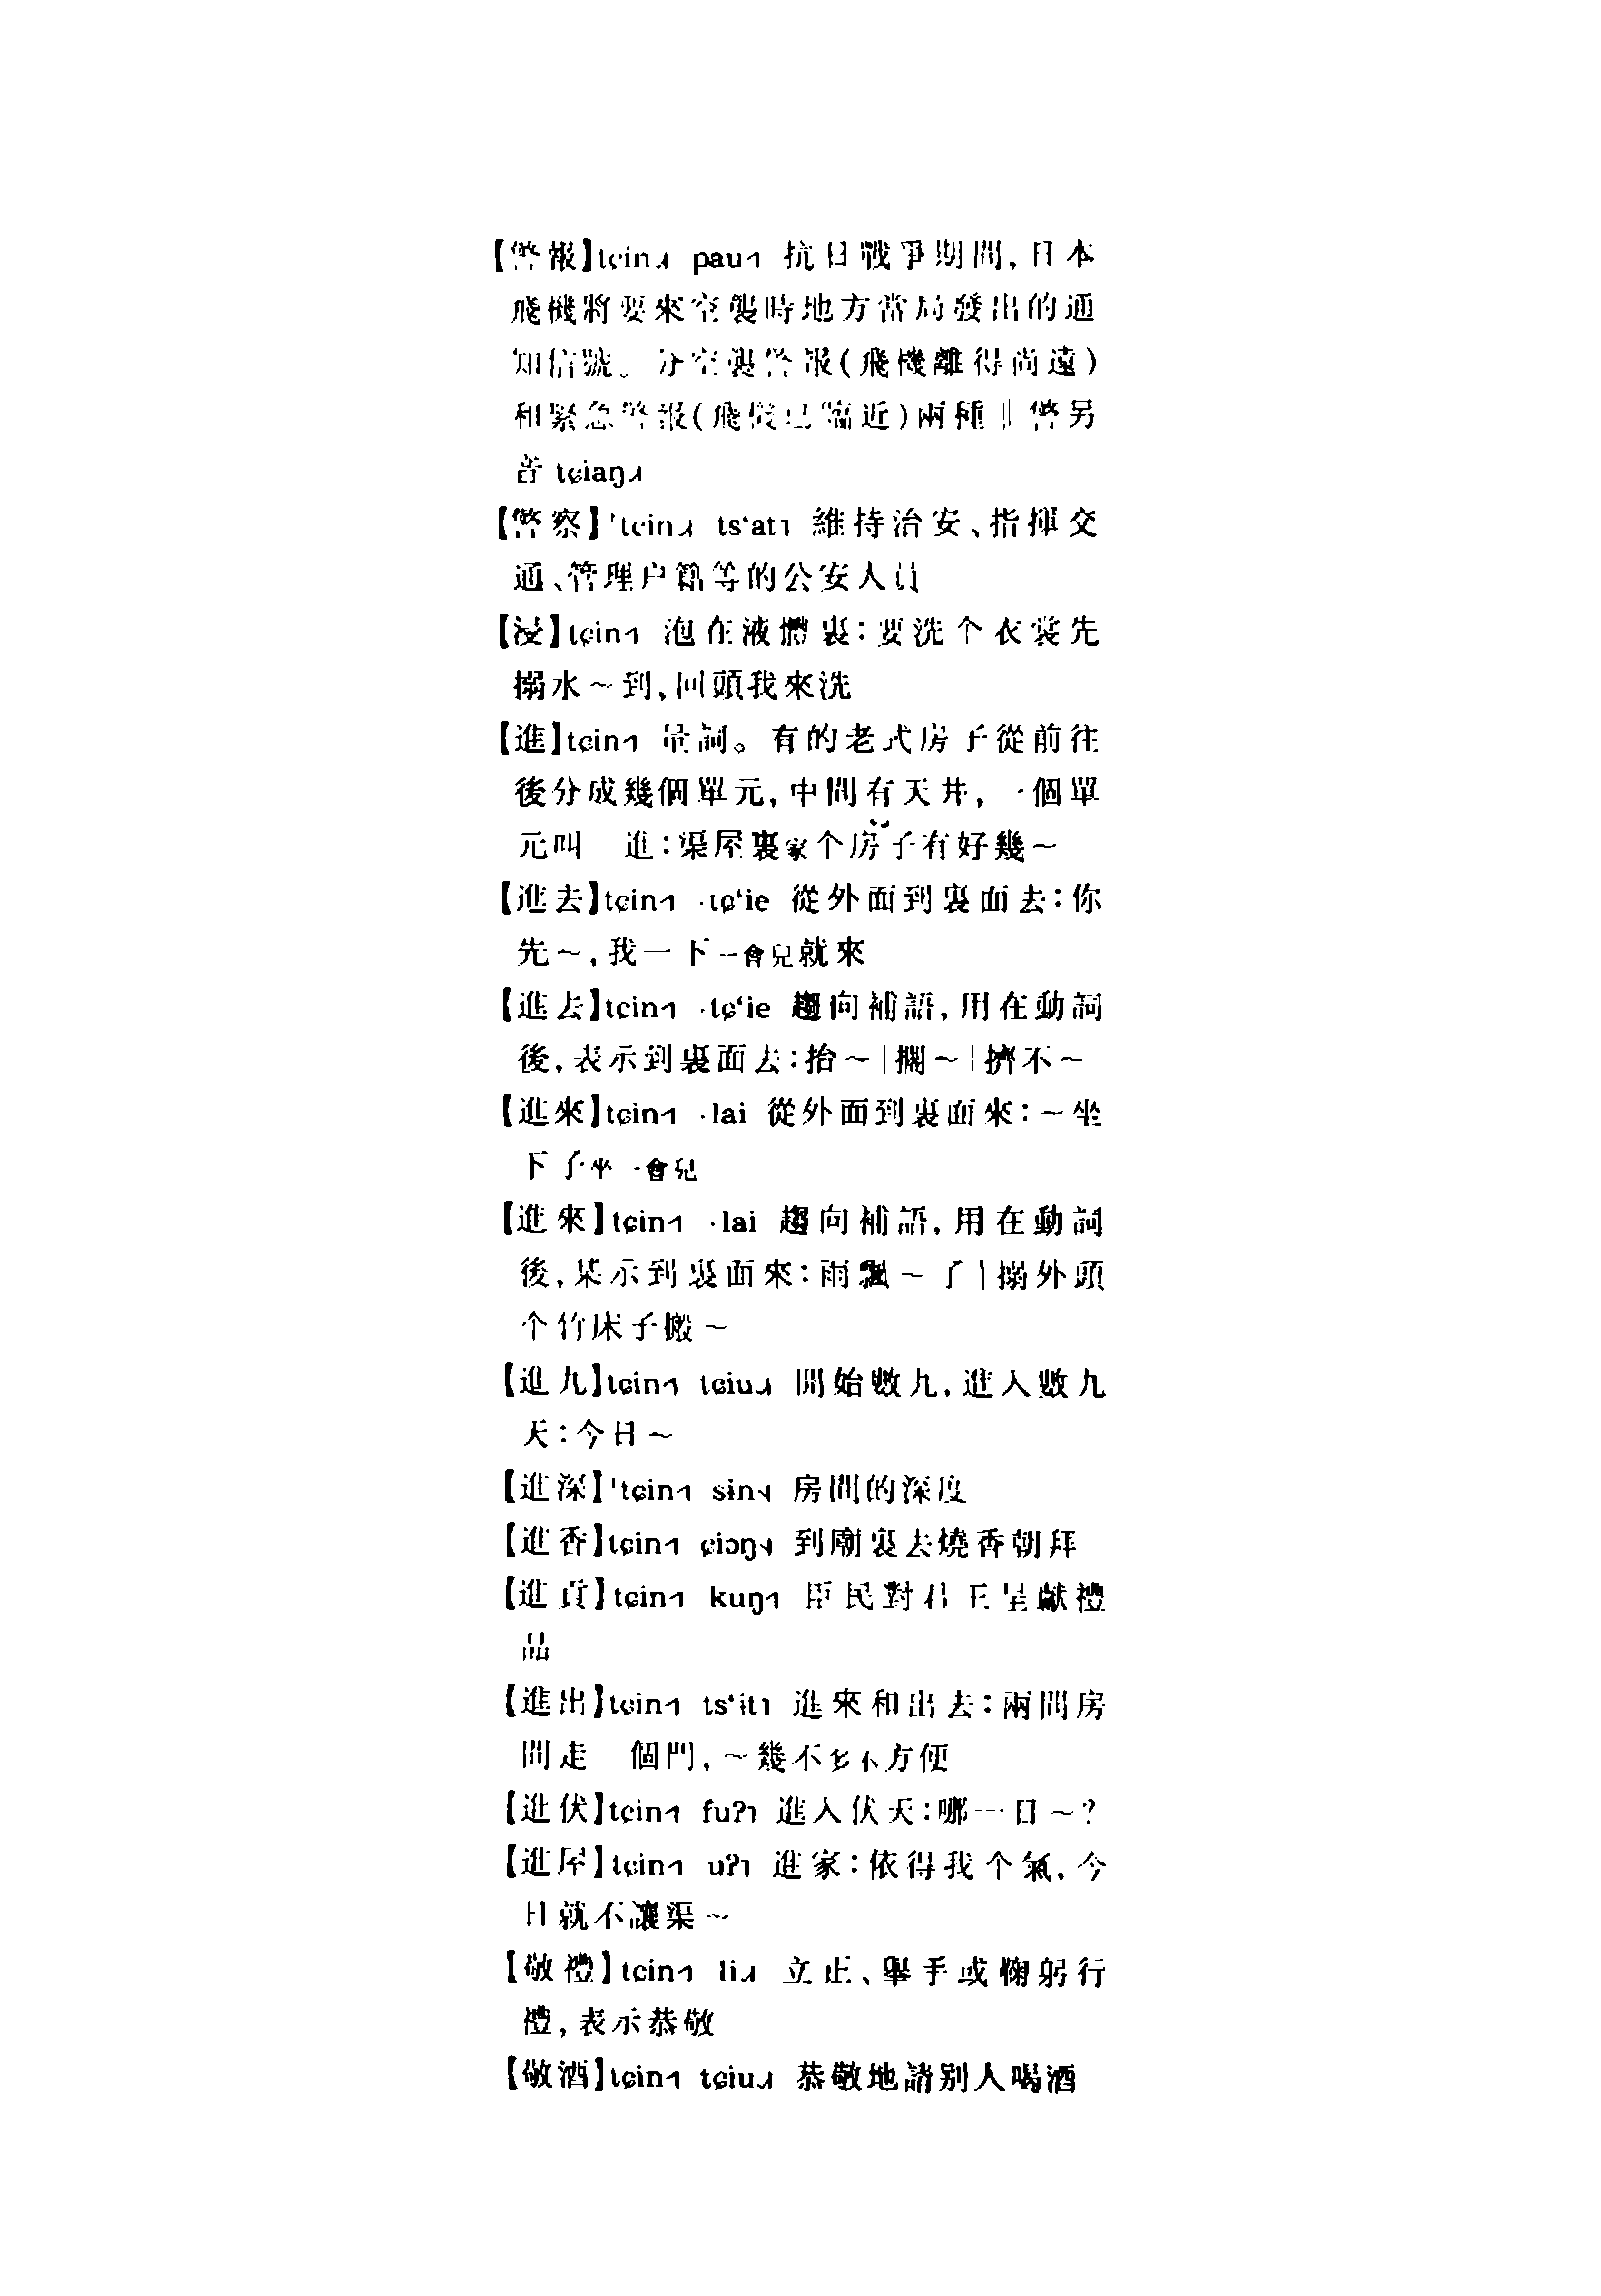 【警報】tɕin˨˩˧ pau˧˥ 抗日戰爭期間，日本
飛機將要來空襲時地方當局發出的通
知信號。分空襲警報（飛機離得尚遠）
和緊急警報（飛機已臨近）兩種‖警另
音 tɕiaŋ˨˩˧
【警察】ˈtɕin˨˩˧ tsʻat˥ 維持治安、指揮交
通、管理户籍等的公安人員
【浸】tɕin˧˥ 泡在液體裏：要洗个衣裳先
搦水～到，回頭我來洗
【進】tɕin˧˥ 量詞。有的老式房子從前往
後分成幾個單元，中間有天井，一個單
元叫一進：渠屋裏家个房子有好幾～
【進去】tɕin˧˥ ·tɕʻie 從外面到裏面去：你
先～，我一下一會兒就來
【進去】tɕin˧˥ ·tɕʻie 趨向補語，用在動詞
後，表示到裏面去：抬～｜擱～｜擠不～
【進來】tɕin˧˥ ·lai 從外面到裏面來：～坐
下子坐一會兒
【進來】tɕin˧˥ ·lai 趨向補語，用在動詞
後，表示到裏面來：雨飄～了｜搦外頭
个竹床子搬～
【進九】tɕin˧˥ tɕiu˨˩˧ 開始數九，進入數九
天：今日～
【進深】ˈtɕin˧˥ sin˦˨ 房間的深度
【進香】tɕin˧˥ ɕiɔŋ˦˨ 到廟裏去燒香朝拜
【進貢】tɕin˧˥ kuŋ˧˥ 臣民對君王呈獻禮
品
【進出】tɕin˧˥ tsʻit˥ 進來和出去：兩間房
間走一個門，～幾不多不方便
【進伏】tɕin˧˥ fuʔ˥ 進入伏天：哪一日～？
【進屋】tɕin˧˥ uʔ˥ 進家：依得我个氣，今
日就不讓渠～
【敬禮】tɕin˧˥ li˨˩˧ 立正、舉手或鞠躬行
禮，表示恭敬
【敬酒】tɕin˧˥ tɕiu˨˩˧ 恭敬地請别人喝酒